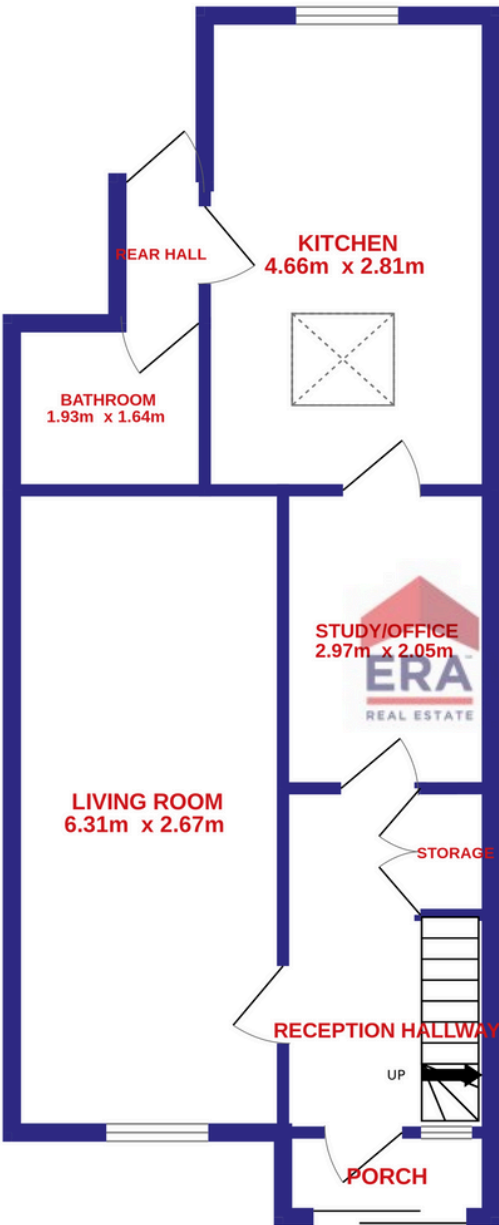 KITCHEN
4.66m x 2.81m
REAR HALL
BATHROOM
1.93m x 1.64m
STUDY/OFFICE
2.97m x 2.05m
ERA™
REAL ESTATE
LIVING ROOM
6.31m x 2.67m
STORAGE
RECEPTION HALLWAY
UP
PORCH